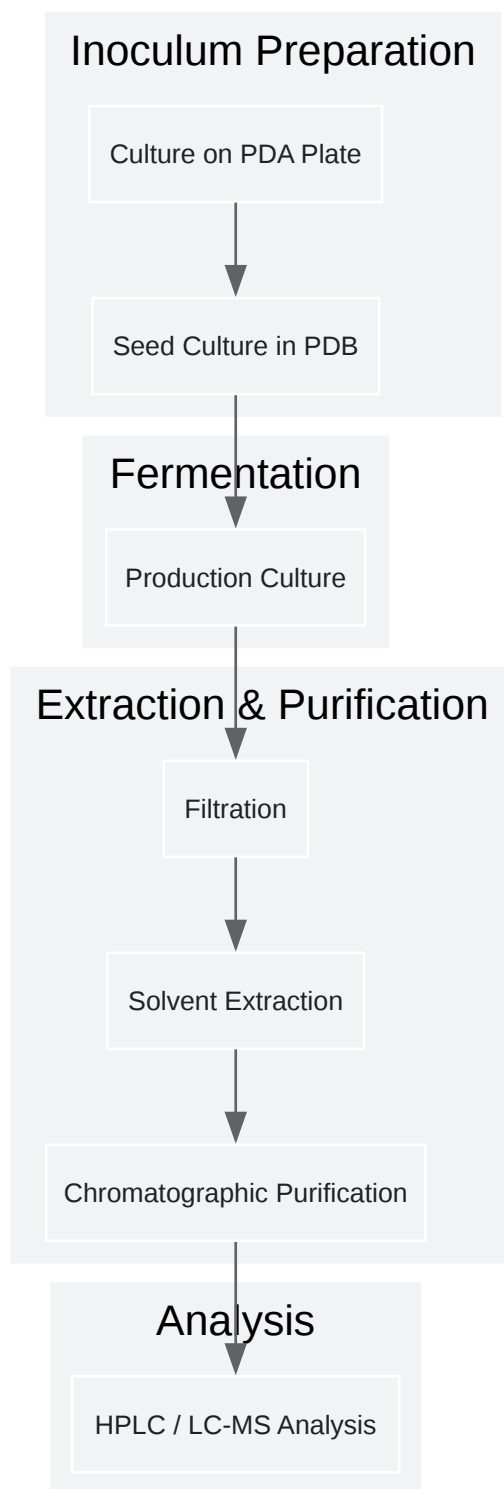 Inoculum Preparation
Culture on PDA Plate
Seed Culture in PDB
Fermentation
Production Culture
Extraction & Purification
Filtration
Solvent Extraction
Chromatographic Purification
Analysis
HPLC / LC-MS Analysis